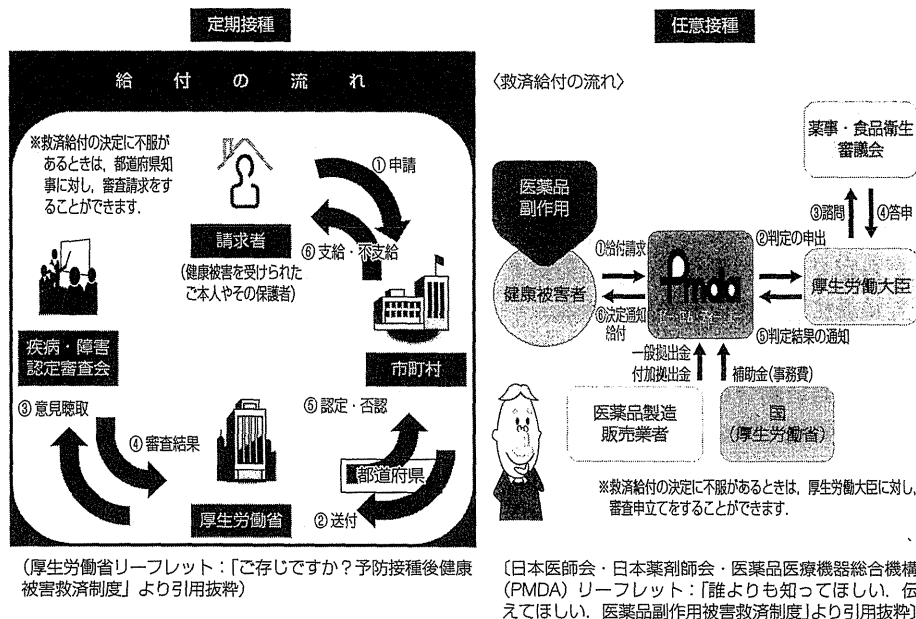 定期接種
給付の流れ
※救済給付の決定に不服が
あるときは，都道府県知
事に対し，審査請求をす
ることができます．
①申請
請求者
⑥支給・不支給
(健康被害を受けられた
ご本人やその保護者)
疾病・障害
認定審査会
市町村
③意見聴取
⑤認定・否認
④審査結果
都道府県
厚生労働省
②送付
(厚生労働省リーフレット：「ご存じですか？予防接種後健康
被害救済制度」より引用抜粋)
任意接種
〈救済給付の流れ〉
薬事・食品衛生
審議会
医薬品
副作用
③諮問
④答申
①給付請求
②判定の申出
健康被害者
Pmda
厚生労働大臣
⑥決定通知
給付
⑤判定結果の通知
一般拠出金
付加拠出金
補助金(事務費)
医薬品製造
販売業者
国
(厚生労働省)
※救済給付の決定に不服があるときは，厚生労働大臣に対し，
審査申立てをすることができます．
〔日本医師会・日本薬剤師会・医薬品医療機器総合機構
(PMDA) リーフレット：「誰よりも知ってほしい．伝
えてほしい．医薬品副作用被害救済制度」より引用抜粋〕